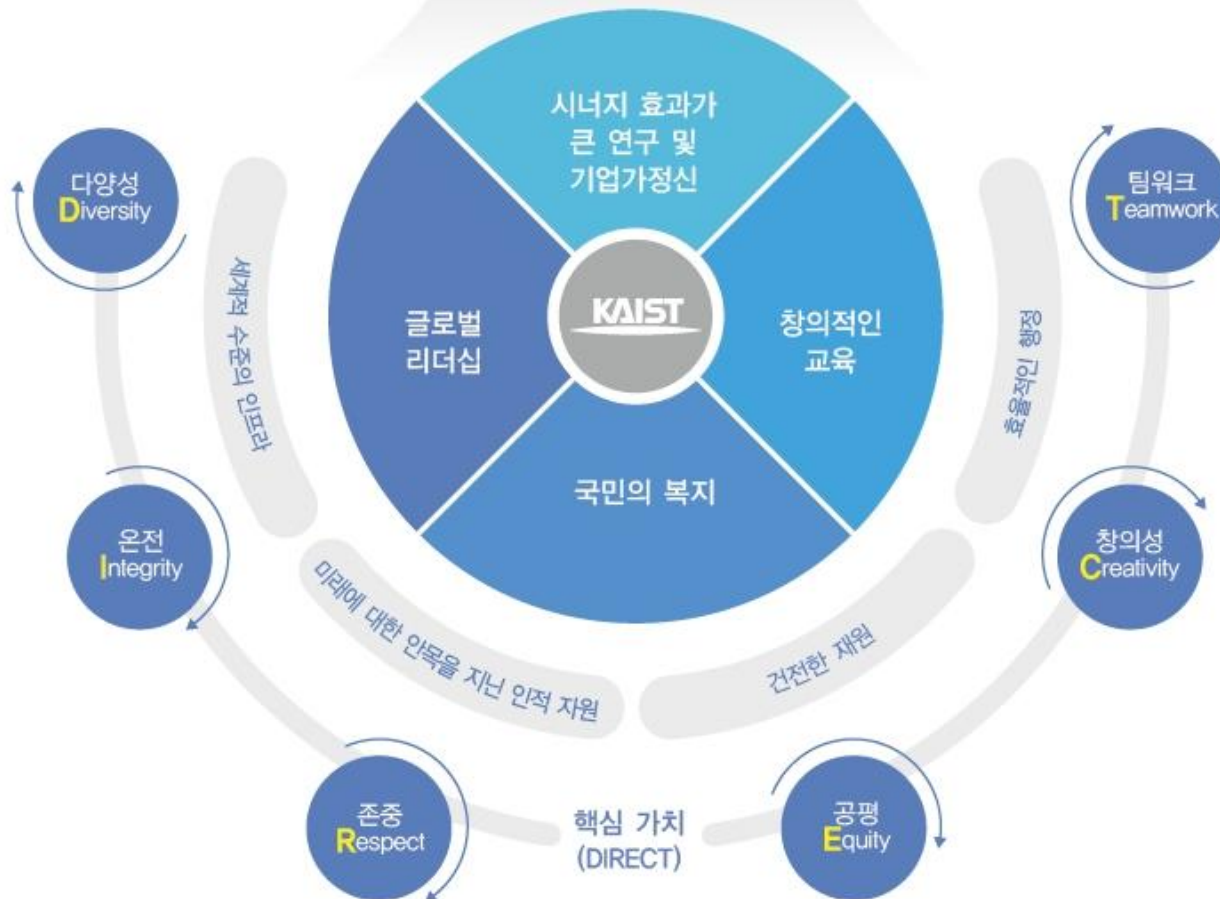 시너지 효과가
큰 연구 및
기업가정신
글로벌
리더십
KAIST
창의적인
교육
국민의 복지
세계적 수준의 인프라
미래에 대한 안목을 지닌 인적 자원
건전한 재원
효율적인 행정
다양성
Diversity
온전
Integrity
존중
Respect
핵심 가치
(DIRECT)
공평
Equity
창의성
Creativity
팀워크
Teamwork